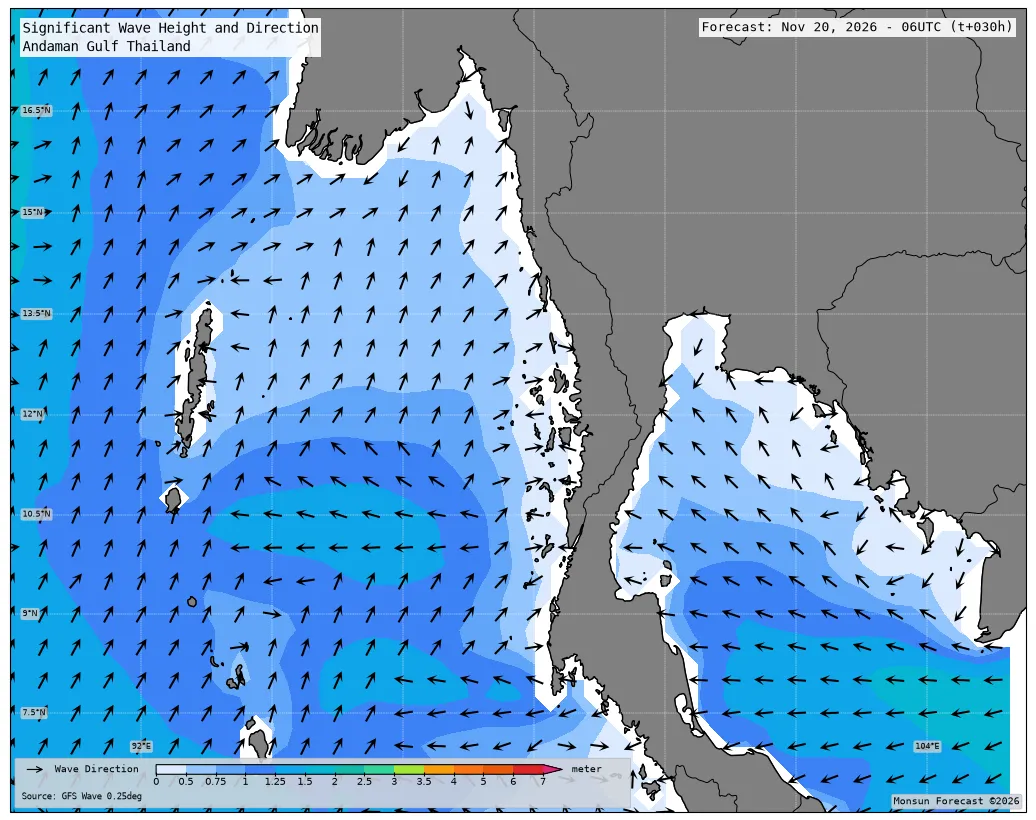 Significant Wave Height and Direction
Andaman Gulf Thailand
Forecast: Nov 20, 2026 - 06UTC (t+030h)
16.5°N
15°N
13.5°N
12°N
10.5°N
9°N
7.5°N
92°E
104°E
Wave Direction
0.5 0.75 1 1.25 1.5 2 2.5 3 3.5 4 5 6 7
meter
Source: GFS Wave 0.25deg
Monsun Forecast ©2026